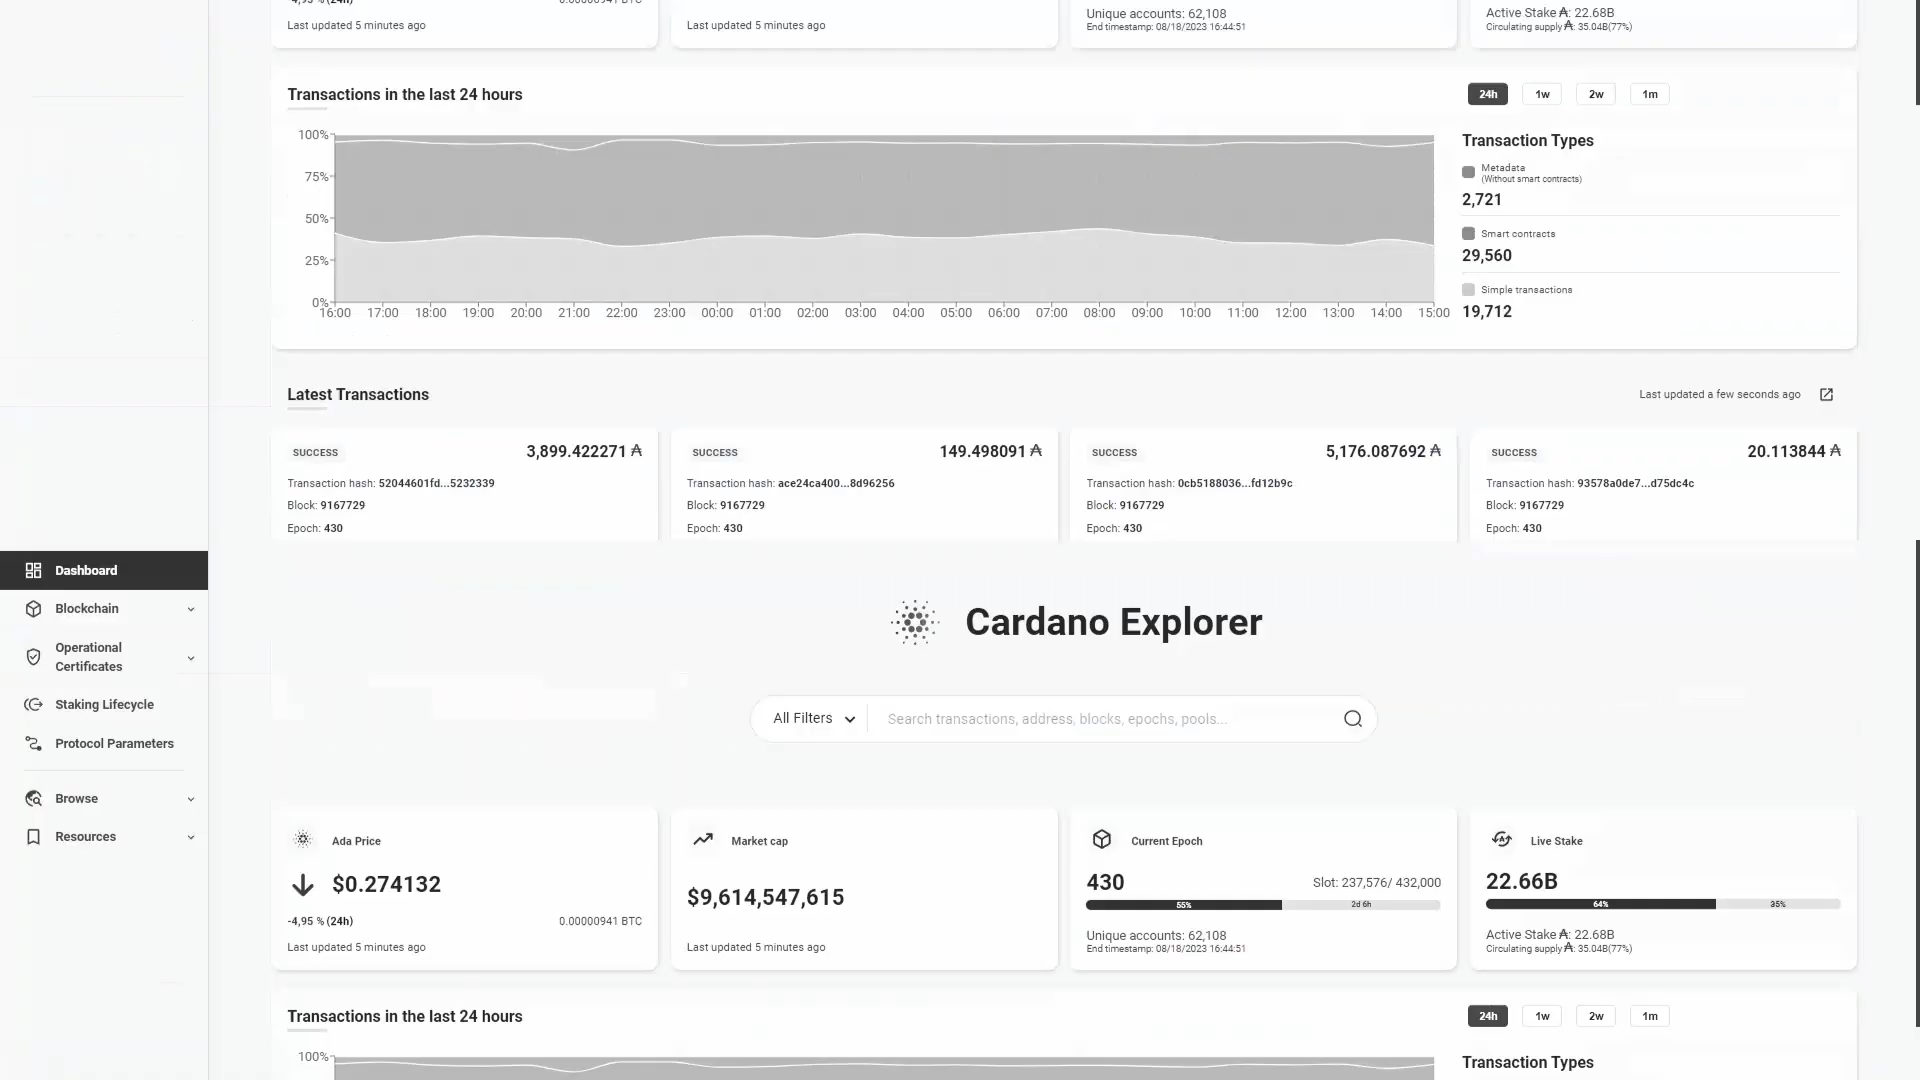 -4,95 % (24h) 0.00000941 BTC
Last updated 5 minutes ago
Last updated 5 minutes ago
Unique accounts: 62,108
End timestamp: 08/18/2023 16:44:51
Active Stake ₳: 22.68B
Circulating supply ₳: 35.04B(77%)
Transactions in the last 24 hours
24h 1w 2w 1m
100%
75%
50%
25%
0%
16:00 17:00 18:00 19:00 20:00 21:00 22:00 23:00 00:00 01:00 02:00 03:00 04:00 05:00 06:00 07:00 08:00 09:00 10:00 11:00 12:00 13:00 14:00 15:00
Transaction Types
Metadata
(Without smart contracts)
2,721
Smart contracts
29,560
Simple transactions
19,712
Latest Transactions
Last updated a few seconds ago
SUCCESS 3,899.422271 ₳
Transaction hash: 52044601fd...5232339
Block: 9167729
Epoch: 430
SUCCESS 149.498091 ₳
Transaction hash: ace24ca400...8d96256
Block: 9167729
Epoch: 430
SUCCESS 5,176.087692 ₳
Transaction hash: 0cb5188036...fd12b9c
Block: 9167729
Epoch: 430
SUCCESS 20.113844 ₳
Transaction hash: 93578a0de7...d75dc4c
Block: 9167729
Epoch: 430
Dashboard
Blockchain
Operational
Certificates
Staking Lifecycle
Protocol Parameters
Browse
Resources
Cardano Explorer
All Filters Search transactions, address, blocks, epochs, pools...
Ada Price
$0.274132
-4,95 % (24h) 0.00000941 BTC
Last updated 5 minutes ago
Market cap
$9,614,547,615
Last updated 5 minutes ago
Current Epoch
430 Slot: 237,576/ 432,000
55% 2d 6h
Unique accounts: 62,108
End timestamp: 08/18/2023 16:44:51
Live Stake
22.66B
64% 35%
Active Stake ₳: 22.68B
Circulating supply ₳: 35.04B(77%)
Transactions in the last 24 hours
24h 1w 2w 1m
100%
Transaction Types